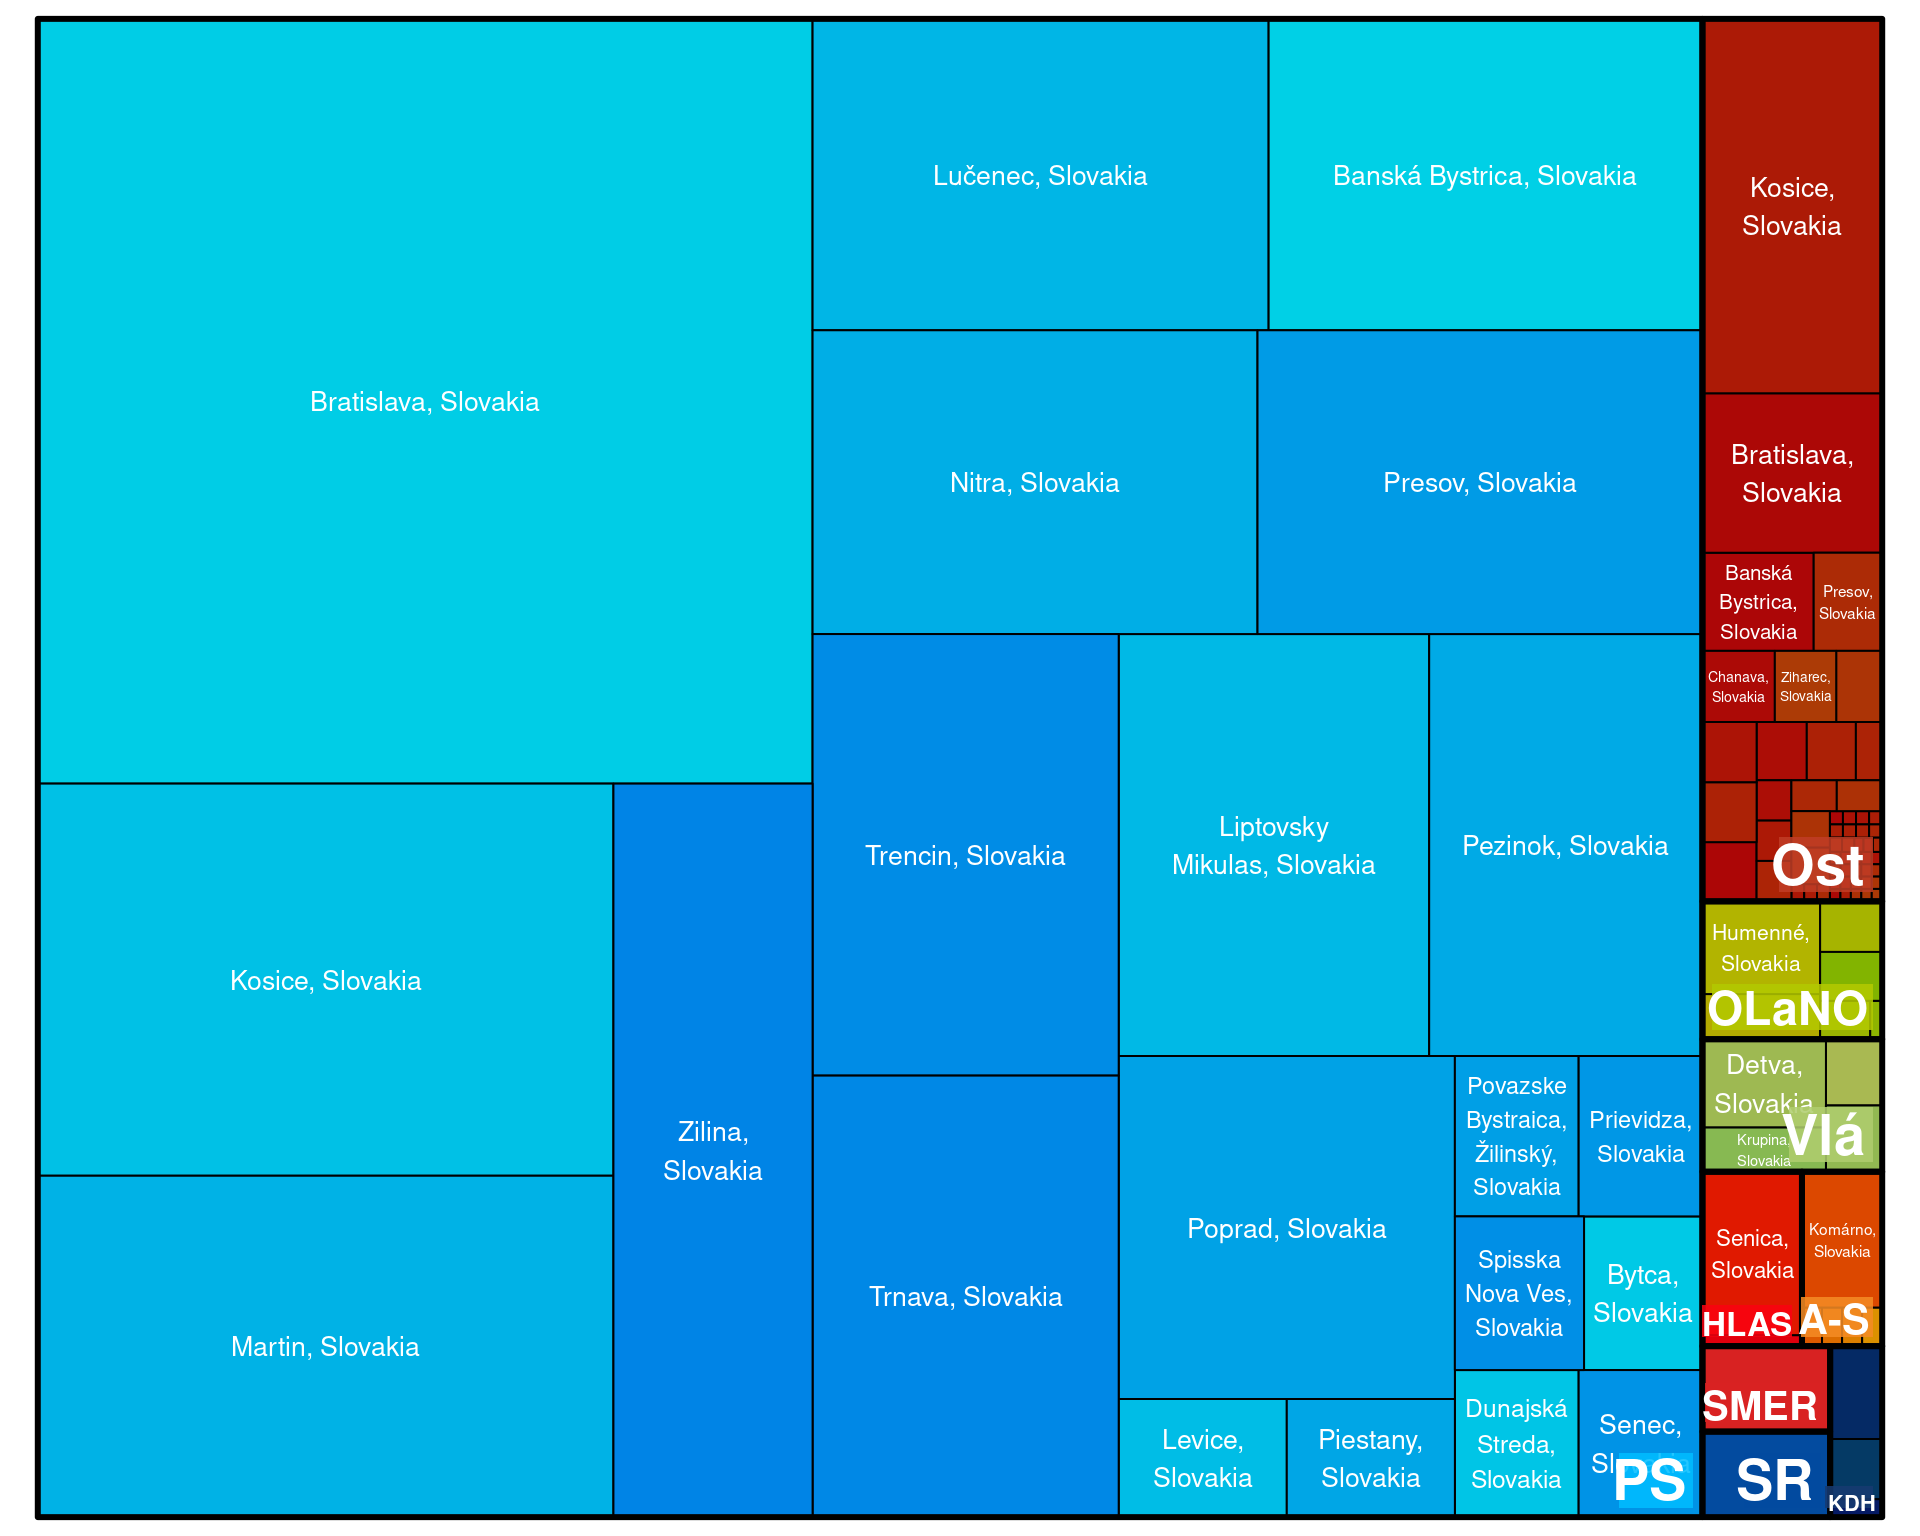 Bratislava, Slovakia
Lučenec, Slovakia
Banská Bystrica, Slovakia
Nitra, Slovakia
Presov, Slovakia
Kosice, Slovakia
Martin, Slovakia
Zilina,
Slovakia
Trencin, Slovakia
Trnava, Slovakia
Liptovsky
Mikulas, Slovakia
Pezinok, Slovakia
Poprad, Slovakia
Levice,
Slovakia
Piestany,
Slovakia
Povazske
Bystraica,
Žilinský,
Slovakia
Prievidza,
Slovakia
Spisska
Nova Ves,
Slovakia
Bytca,
Slovakia
Dunajská
Streda,
Slovakia
Senec,
Slovakia
PS
Kosice,
Slovakia
Bratislava,
Slovakia
Banská
Bystrica,
Slovakia
Presov,
Slovakia
Chanava,
Slovakia
Ziharec,
Slovakia
Ost
Humenné,
Slovakia
OLaNO
Detva,
Slovakia
Krupina,
Slovakia
Vlá
Senica,
Slovakia
HLAS
Komárno,
Slovakia
A-S
SMER
SR
KDH